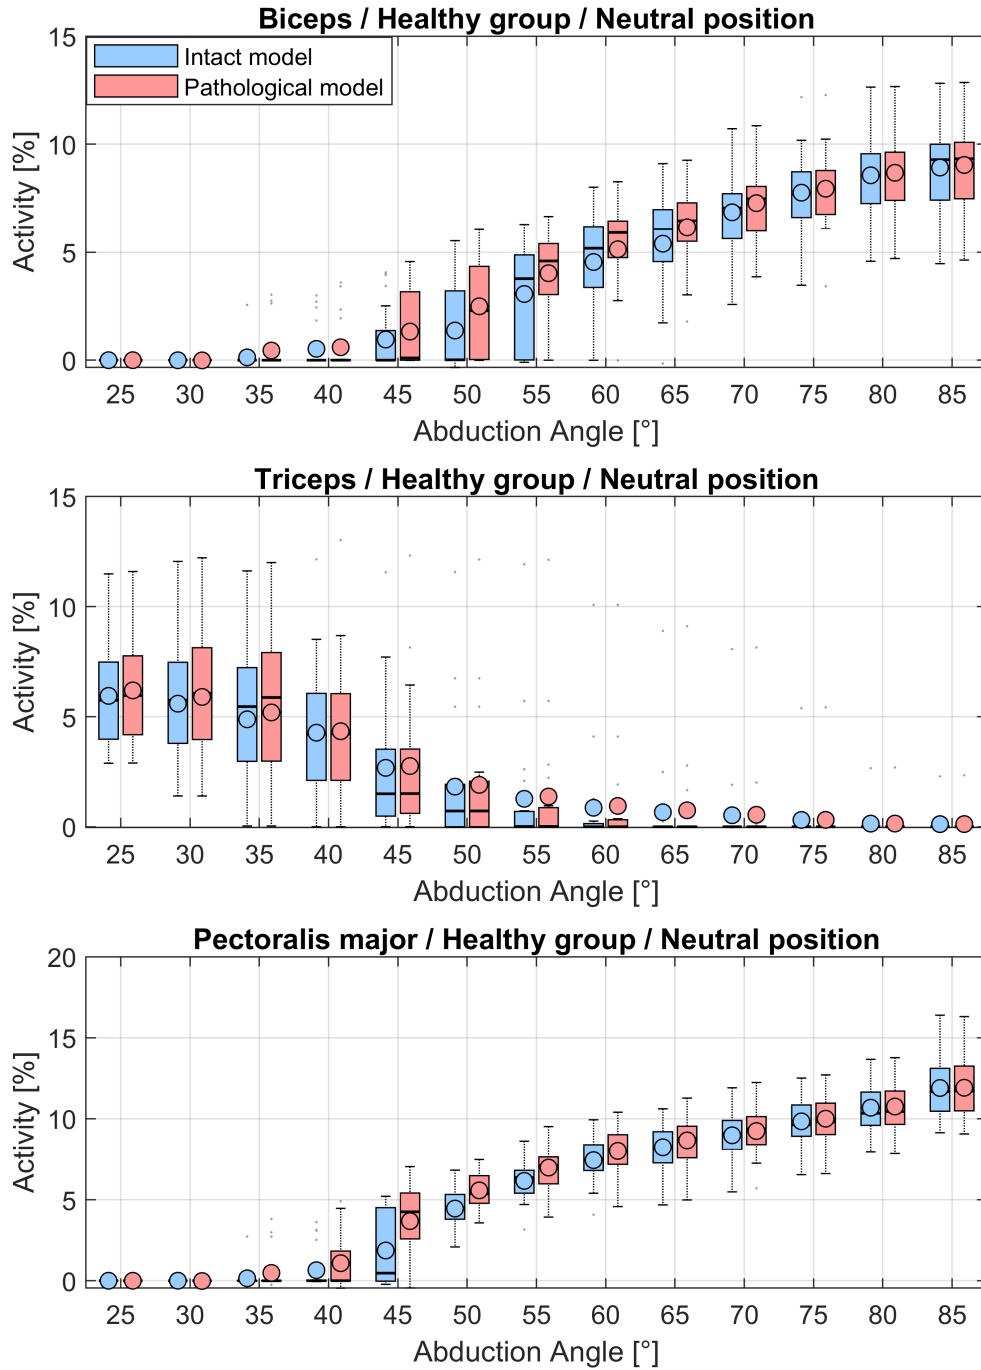 Biceps / Healthy group / Neutral position
Intact model
Pathological model
15
10
5
0
Activity [%]
25 30 35 40 45 50 55 60 65 70 75 80 85
Abduction Angle [°]
Triceps / Healthy group / Neutral position
15
10
5
0
Activity [%]
25 30 35 40 45 50 55 60 65 70 75 80 85
Abduction Angle [°]
Pectoralis major / Healthy group / Neutral position
20
15
10
5
0
Activity [%]
25 30 35 40 45 50 55 60 65 70 75 80 85
Abduction Angle [°]